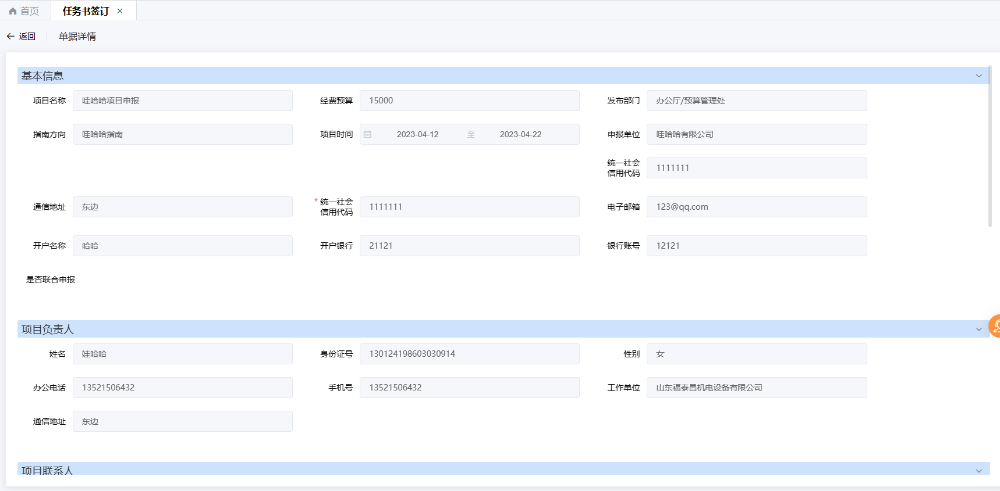 首页 任务书签订
返回 单据详情
基本信息
项目名称 哇哈哈项目申报 经费预算 15000 发布部门 办公厅/预算管理处
指南方向 哇哈哈指南 项目时间 2023-04-12 至 2023-04-22 申报单位 哇哈哈有限公司
统一社会
信用代码 1111111
通信地址 东边 *统一社会
信用代码 1111111 电子邮箱 123@qq.com
开户名称 哈哈 开户银行 21121 银行账号 12121
是否联合申报
项目负责人
姓名 娃哈哈 身份证号 130124198603030914 性别 女
办公电话 13521506432 手机号 13521506432 工作单位 山东福泰昌机电设备有限公司
通信地址 东边
项目联系人